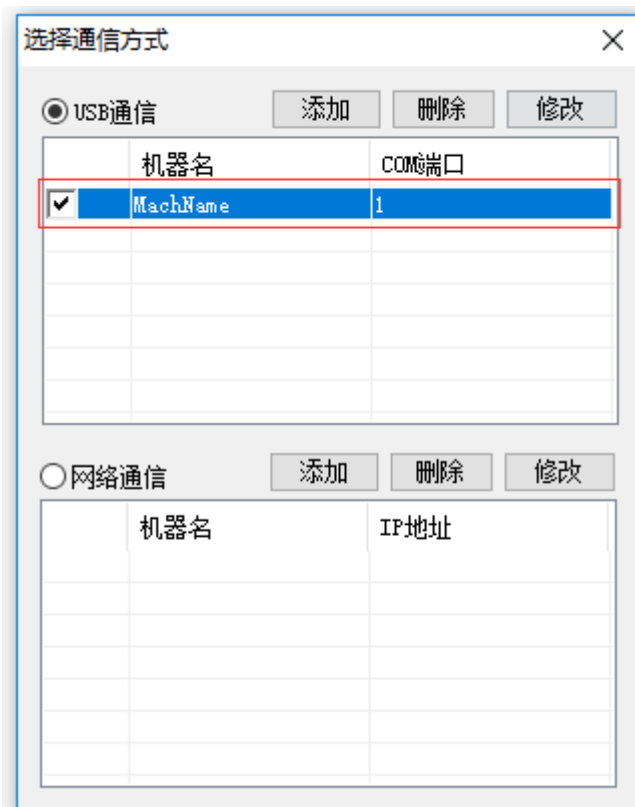 选择通信方式
USB通信 添加 删除 修改
机器名 COM端口
MachName 1
网络通信 添加 删除 修改
机器名 IP地址